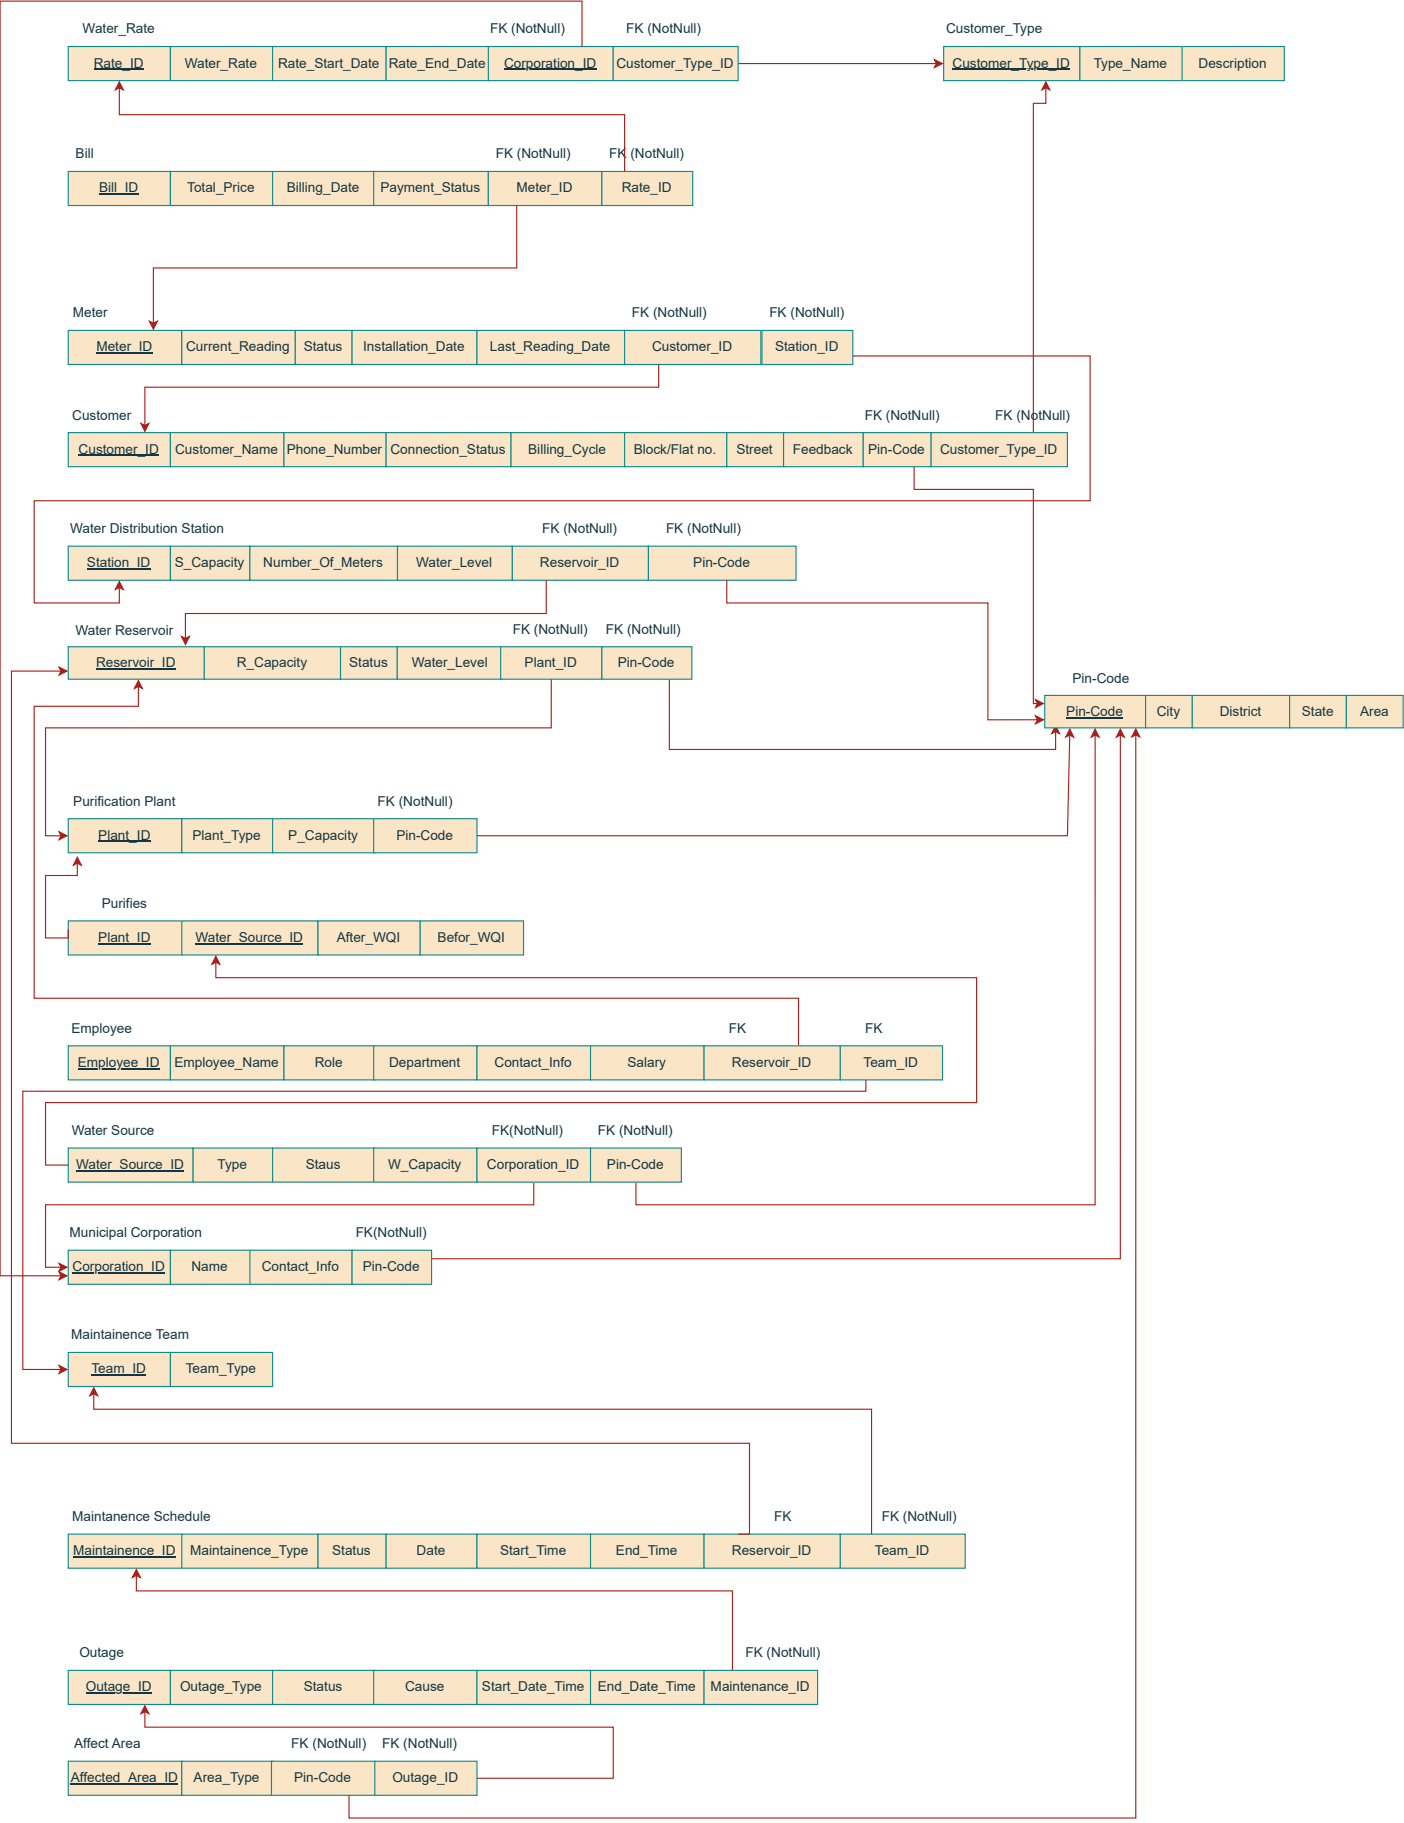 Water_Rate FK (NotNull) FK (NotNull) Customer_Type
Rate_ID Water_Rate Rate_Start_Date Rate_End_Date Corporation_ID Customer_Type_ID Customer_Type_ID Type_Name Description
Bill FK (NotNull) FK (NotNull)
Bill_ID Total_Price Billing_Date Payment_Status Meter_ID Rate_ID
Meter FK (NotNull) FK (NotNull)
Meter_ID Current_Reading Status Installation_Date Last_Reading_Date Customer_ID Station_ID
Customer FK (NotNull) FK (NotNull)
Customer_ID Customer_Name Phone_Number Connection_Status Billing_Cycle Block/Flat no. Street Feedback Pin-Code Customer_Type_ID
Water Distribution Station FK (NotNull) FK (NotNull)
Station_ID S_Capacity Number_Of_Meters Water_Level Reservoir_ID Pin-Code
Water Reservoir FK (NotNull) FK (NotNull)
Reservoir_ID R_Capacity Status Water_Level Plant_ID Pin-Code
Pin-Code
Pin-Code City District State Area
Purification Plant FK (NotNull)
Plant_ID Plant_Type P_Capacity Pin-Code
Purifies
Plant_ID Water_Source_ID After_WQI Befor_WQI
Employee FK FK
Employee_ID Employee_Name Role Department Contact_Info Salary Reservoir_ID Team_ID
Water Source FK(NotNull) FK (NotNull)
Water_Source_ID Type Staus W_Capacity Corporation_ID Pin-Code
Municipal Corporation FK(NotNull)
Corporation_ID Name Contact_Info Pin-Code
Maintainence Team
Team_ID Team_Type
Maintanence Schedule FK FK (NotNull)
Maintainence_ID Maintainence_Type Status Date Start_Time End_Time Reservoir_ID Team_ID
Outage FK (NotNull)
Outage_ID Outage_Type Status Cause Start_Date_Time End_Date_Time Maintenance_ID
Affect Area FK (NotNull) FK (NotNull)
Affected_Area_ID Area_Type Pin-Code Outage_ID